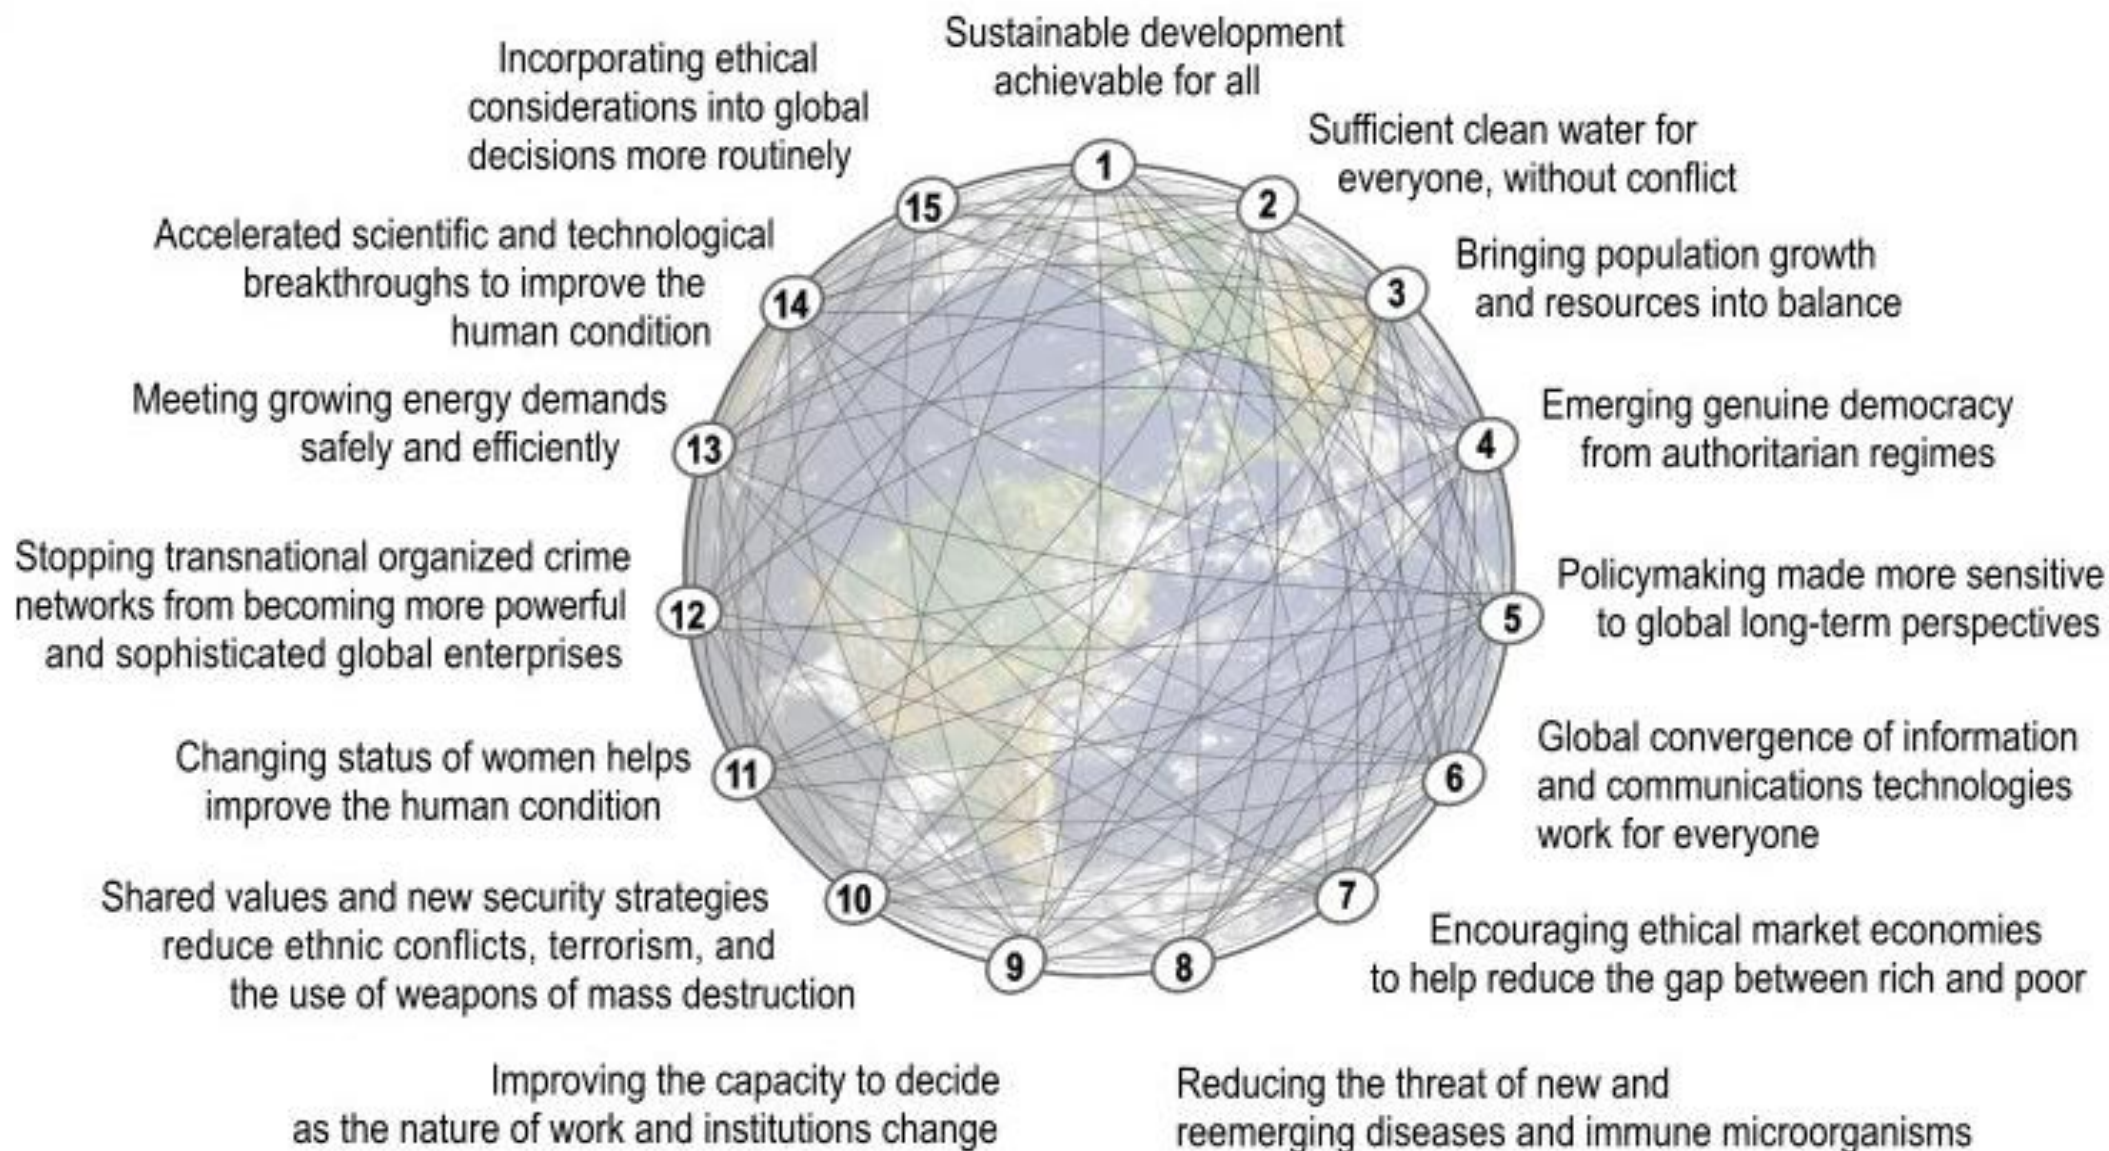 Sustainable development
achievable for all
1
Sufficient clean water for
everyone, without conflict
2
Bringing population growth
and resources into balance
3
Emerging genuine democracy
from authoritarian regimes
4
Policymaking made more sensitive
to global long-term perspectives
5
Global convergence of information
and communications technologies
work for everyone
6
Encouraging ethical market economies
to help reduce the gap between rich and poor
7
Reducing the threat of new and
reemerging diseases and immune microorganisms
8
Improving the capacity to decide
as the nature of work and institutions change
9
Shared values and new security strategies
reduce ethnic conflicts, terrorism, and
the use of weapons of mass destruction
10
Changing status of women helps
improve the human condition
11
Stopping transnational organized crime
networks from becoming more powerful
and sophisticated global enterprises
12
Meeting growing energy demands
safely and efficiently
13
Accelerated scientific and technological
breakthroughs to improve the
human condition
14
Incorporating ethical
considerations into global
decisions more routinely
15